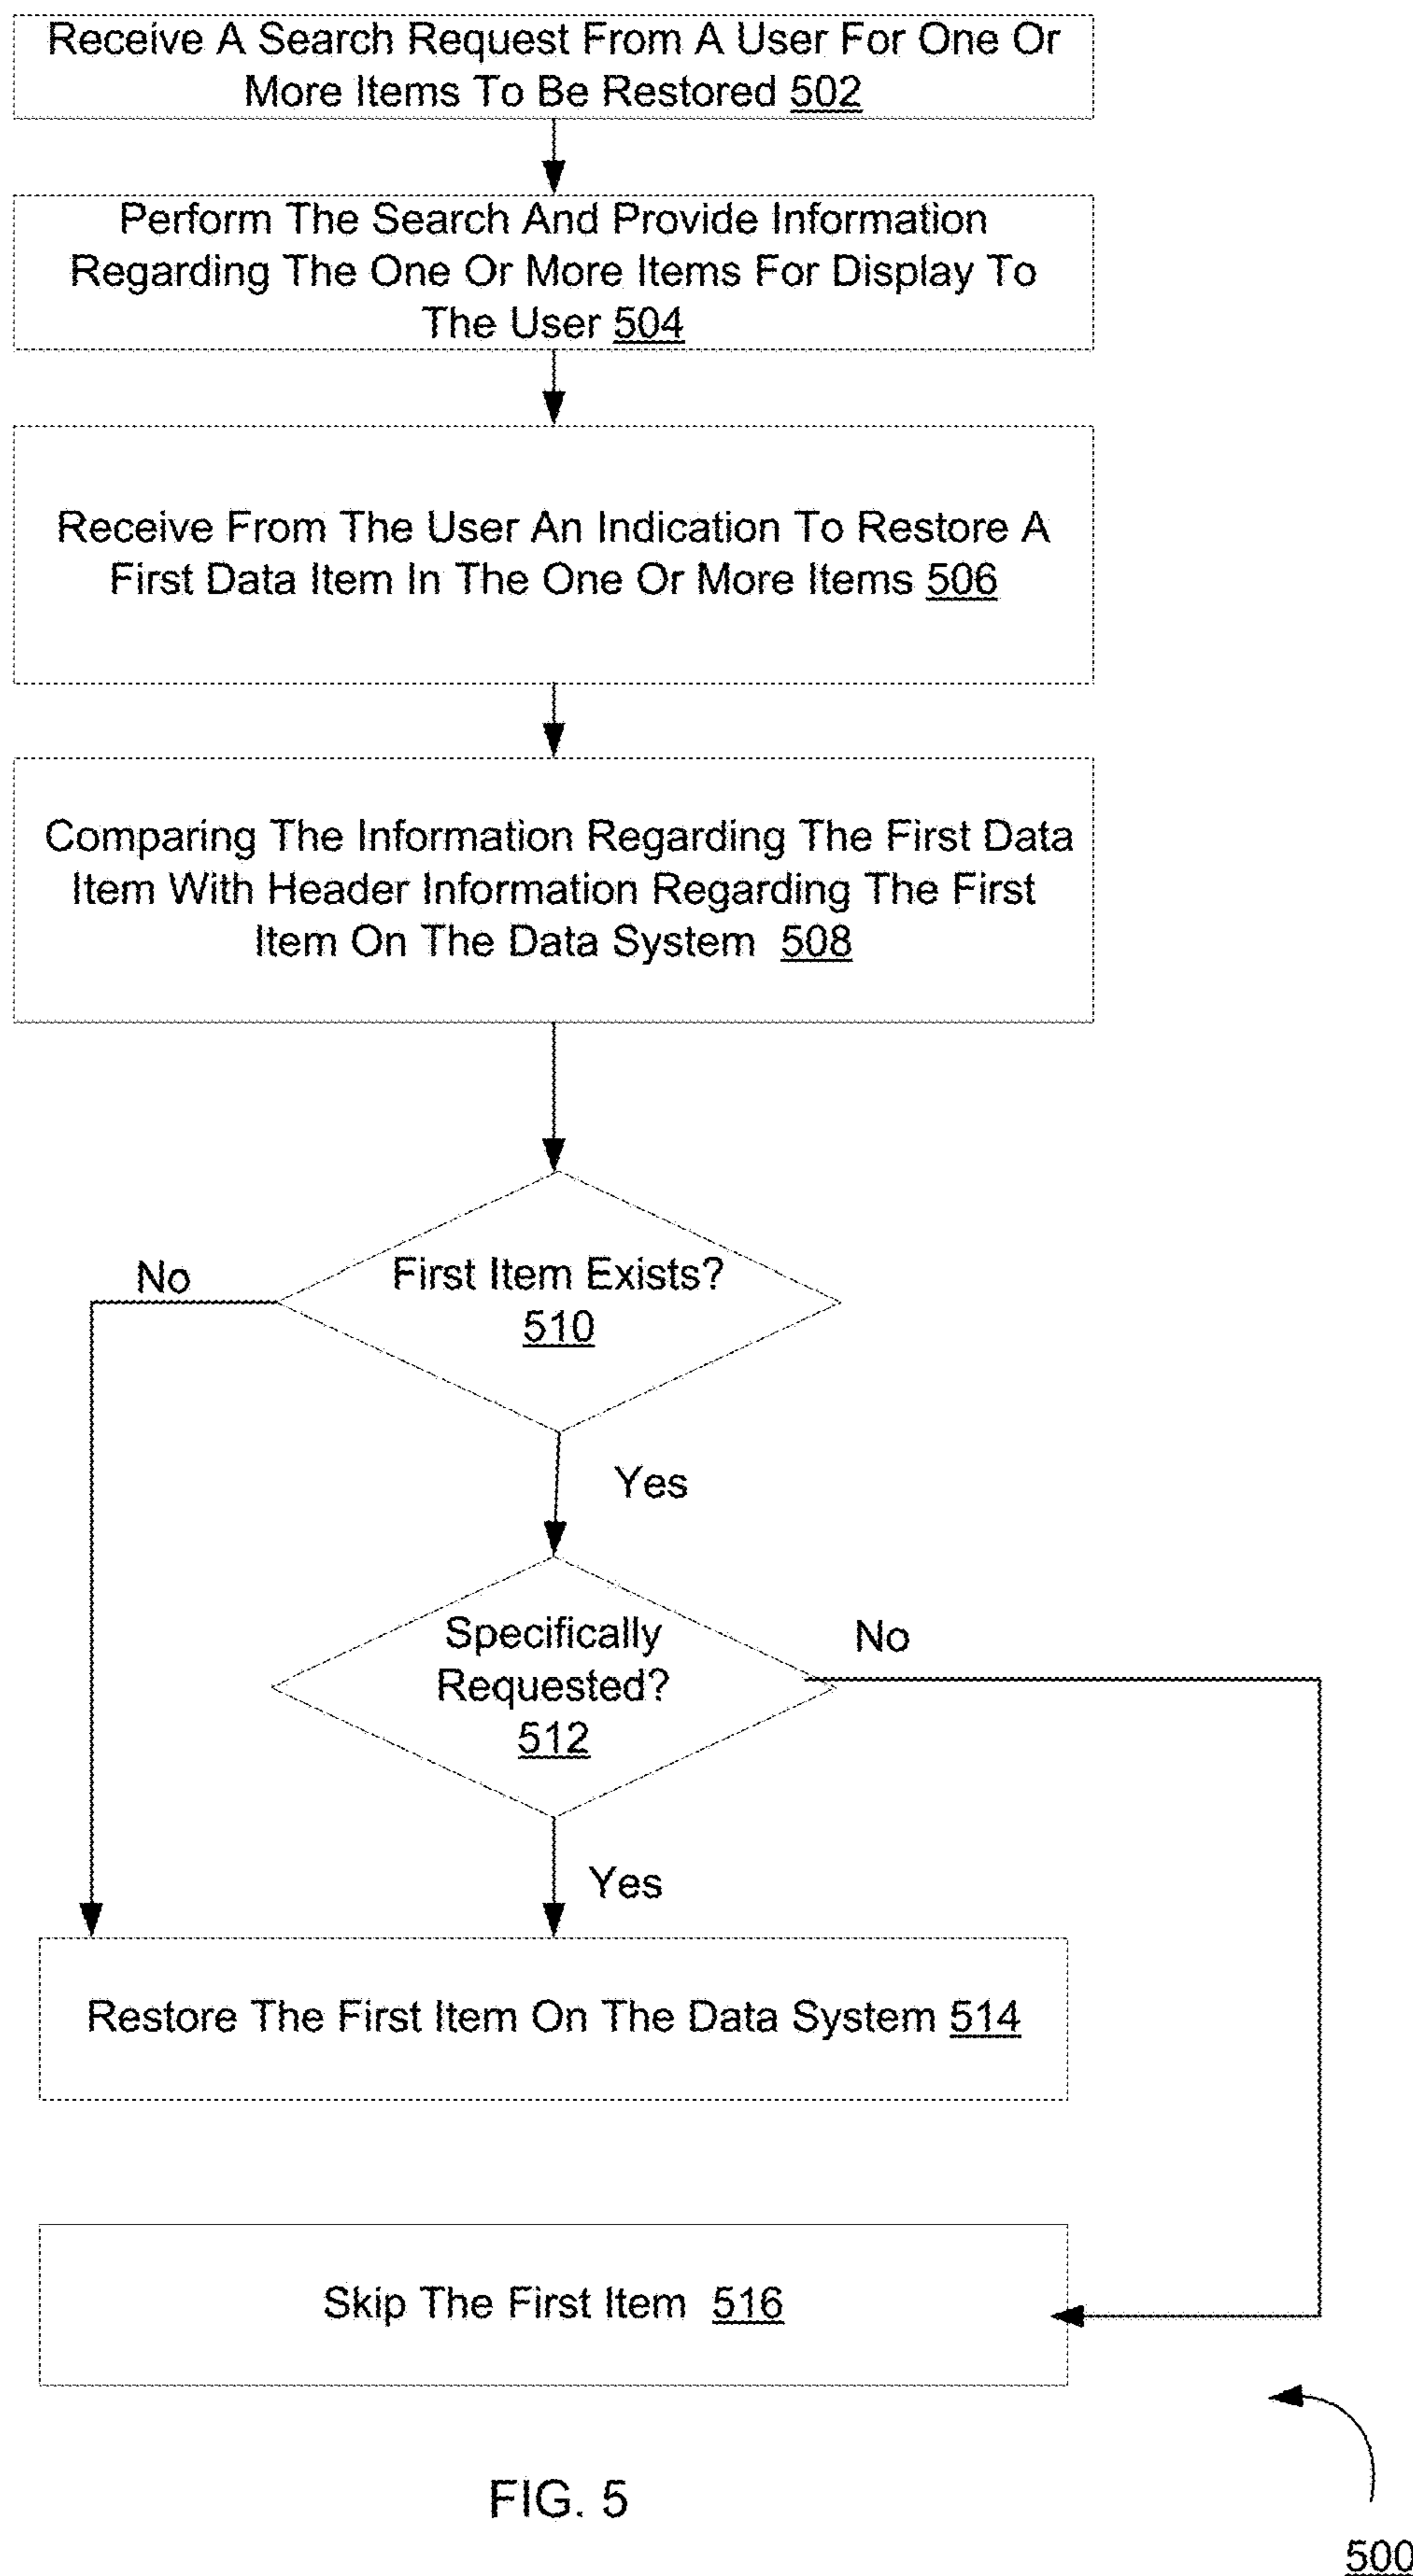 Receive A Search Request From A User For One Or
More Items To Be Restored 502
Perform The Search And Provide Information
Regarding The One Or More Items For Display To
The User 504
Receive From The User An Indication To Restore A
First Data Item In The One Or More Items 506
Comparing The Information Regarding The First Data
Item With Header Information Regarding The First
Item On The Data System 508
First Item Exists?
510
No
Yes
Specifically
Requested?
512
No
Yes
Restore The First Item On The Data System 514
Skip The First Item 516
FIG. 5
500